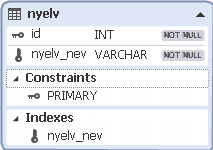 nyelv
id INT NOT NULL
nyelv_nev VARCHAR NOT NULL
Constraints
PRIMARY
Indexes
nyelv_nev